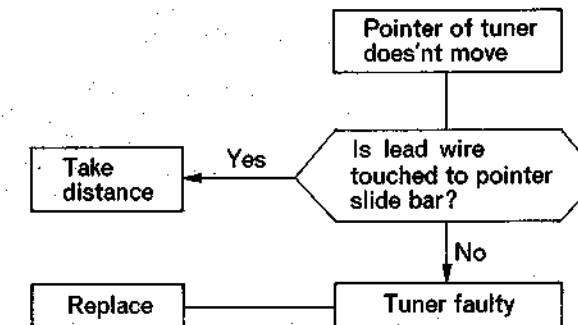 Pointer of tuner
does'nt move
Is lead wire
touched to pointer
slide bar?
Yes
Take
distance
No
Tuner faulty
Replace